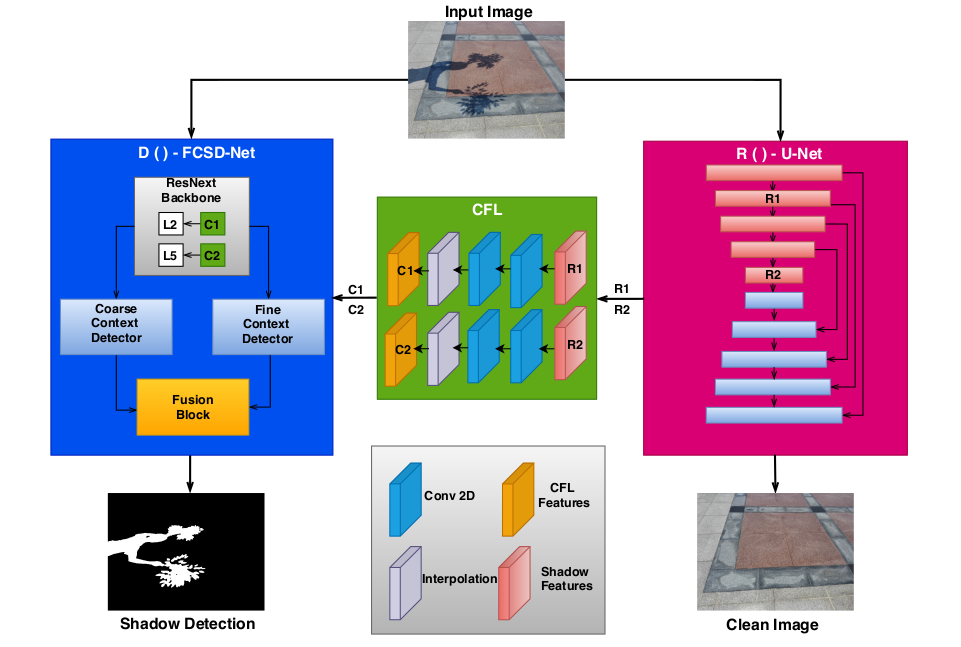 Input Image
D ( ) - FCSD-Net
ResNext
Backbone
L2
C1
L5
C2
Coarse
Context
Detector
Fine
Context
Detector
Fusion
Block
Shadow Detection
C1
C2
CFL
C1
R1
C2
R2
R1
R2
R ( ) - U-Net
R1
R2
Clean Image
Conv 2D
CFL
Features
Interpolation
Shadow
Features